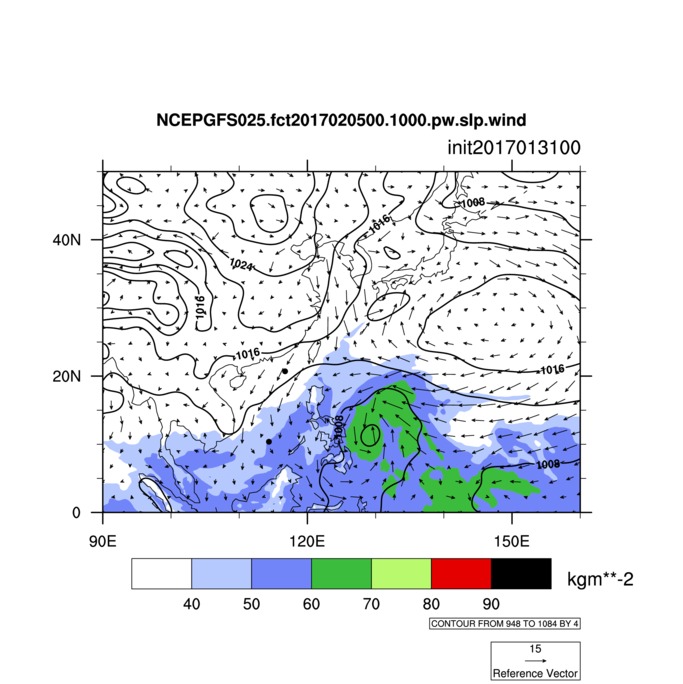 NCEPGFS025.fct2017020500.1000.pw.slp.wind
init2017013100
1008
1016
40N
1024
1016
1016
1016
20N
1008
1008
0
90E 120E 150E
40 50 60 70 80 90
kgm**-2
CONTOUR FROM 948 TO 1084 BY 4
15
Reference Vector